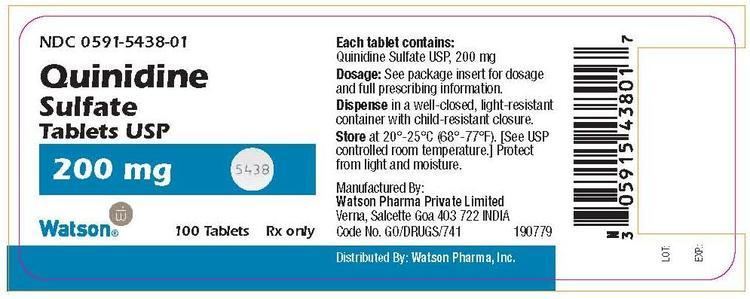 NDC 0591-5438-01
Quinidine
Sulfate
Tablets USP
200 mg
5438
Watson®
100 Tablets Rx only
Each tablet contains:
Quinidine Sulfate USP, 200 mg
Dosage: See package insert for dosage
and full prescribing information.
Dispense in a well-closed, light-resistant
container with child-resistant closure.
Store at 20°-25°C (68°-77°F). [See USP
controlled room temperature.] Protect
from light and moisture.
Manufactured By:
Watson Pharma Private Limited
Verna, Salcette Goa 403 722 INDIA
Code No. GO/DRUGS/741 190779
Distributed By: Watson Pharma, Inc.
N
3 05915 43801 7
LOT:
EXP.: